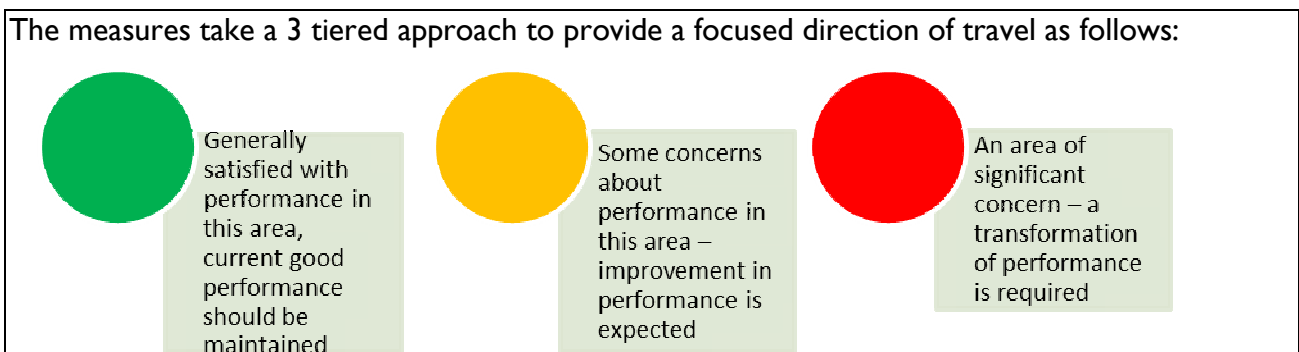 The measures take a 3 tiered approach to provide a focused direction of travel as follows:
Generally
satisfied with
performance in
this area,
current good
performance
should be
maintained
Some concerns
about
performance in
this area –
improvement in
performance is
expected
An area of
significant
concern – a
transformation
of performance
is required